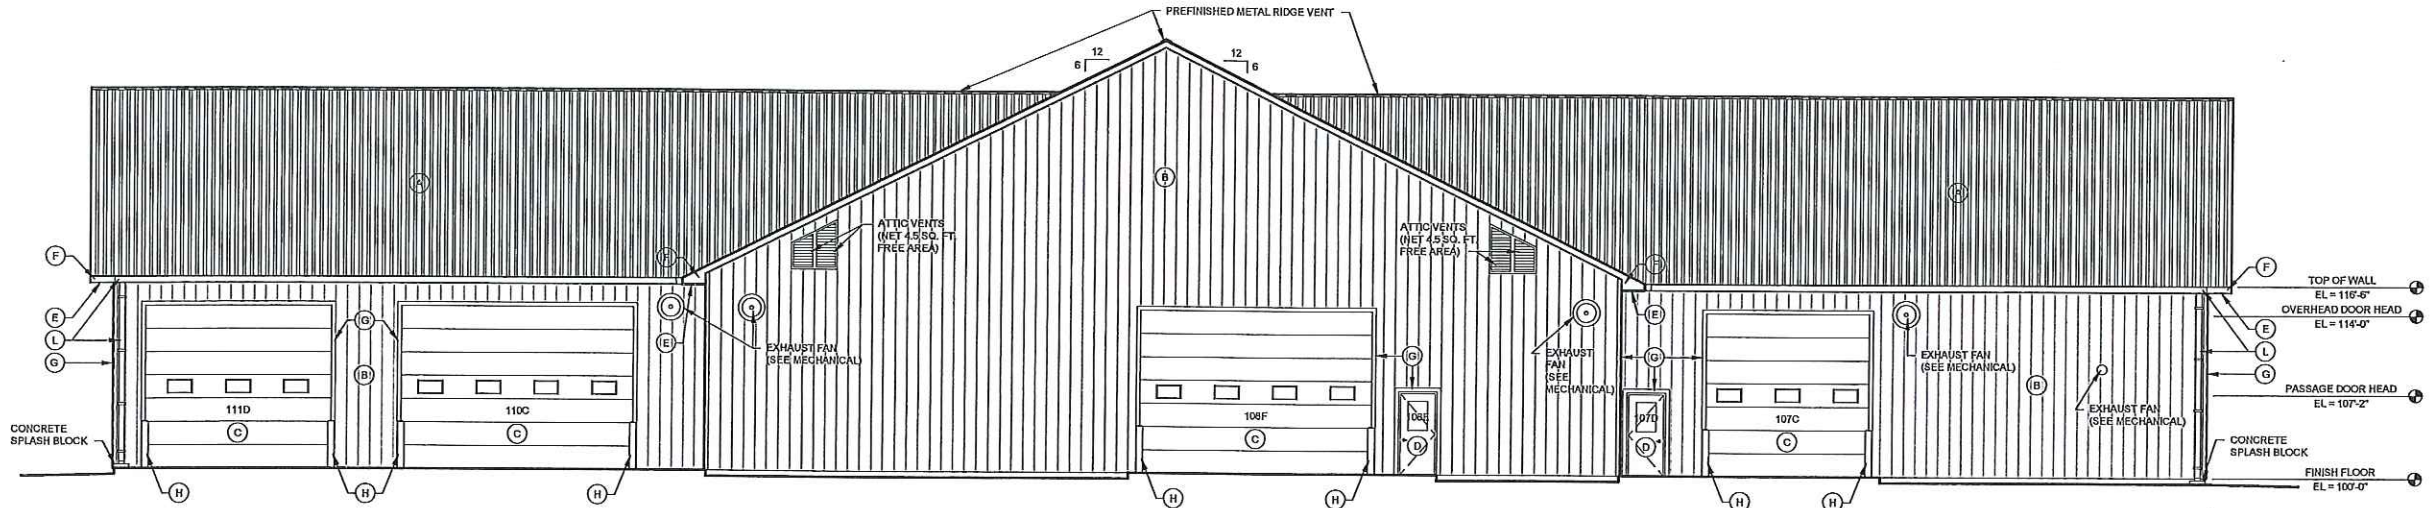 PREFINISHED METAL RIDGE VENT
12
6
12
6
A
B
A
ATTIC VENTS
(NET 4.5 SQ. FT.
FREE AREA)
ATTIC VENTS
(NET 4.5 SQ. FT.
FREE AREA)
F
F
F
F
TOP OF WALL
EL = 116'-6"
OVERHEAD DOOR HEAD
EL = 114'-0"
E
L
G
G
B
E
EXHAUST FAN
(SEE MECHANICAL)
EXHAUST
FAN
(SEE
MECHANICAL)
G
E
G
EXHAUST FAN
(SEE MECHANICAL)
B
E
L
G
PASSAGE DOOR HEAD
EL = 107'-2"
EXHAUST FAN
(SEE MECHANICAL)
111D
C
110C
C
108F
C
D
107D
D
107C
C
CONCRETE
SPLASH BLOCK
CONCRETE
SPLASH BLOCK
FINISH FLOOR
EL = 100'-0"
H
H
H
H
H
H
H